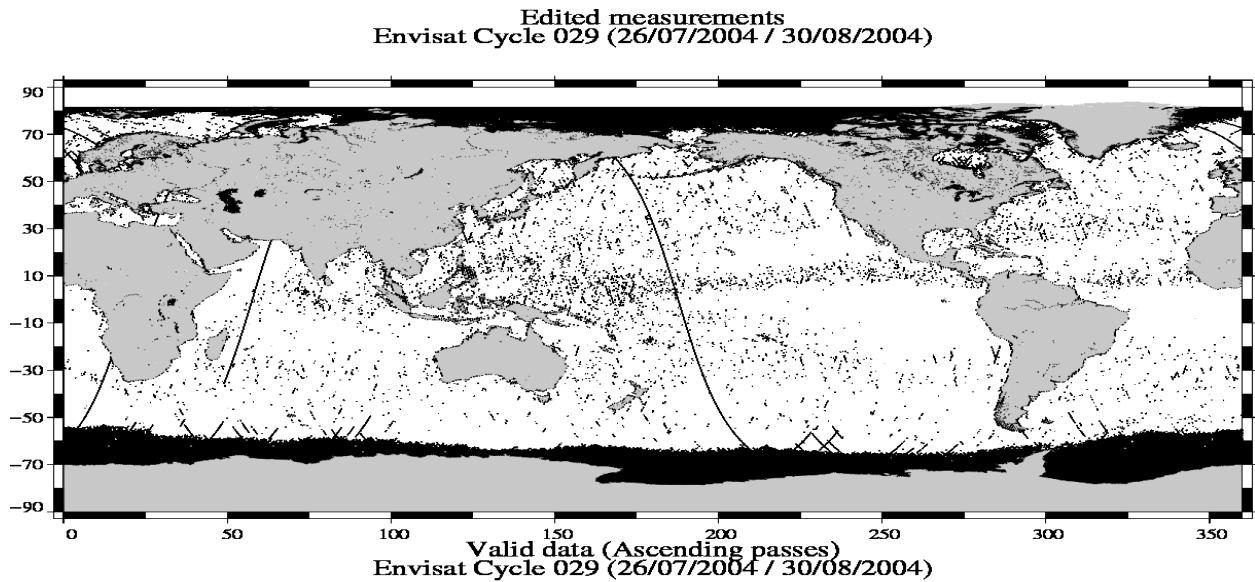 Edited measurements
Envisat Cycle 029 (26/07/2004 / 30/08/2004)
90
70
50
30
10
−10
−30
−50
−70
−90
0 50 100 150 200 250 300 350
Valid data (Ascending passes)
Envisat Cycle 029 (26/07/2004 / 30/08/2004)